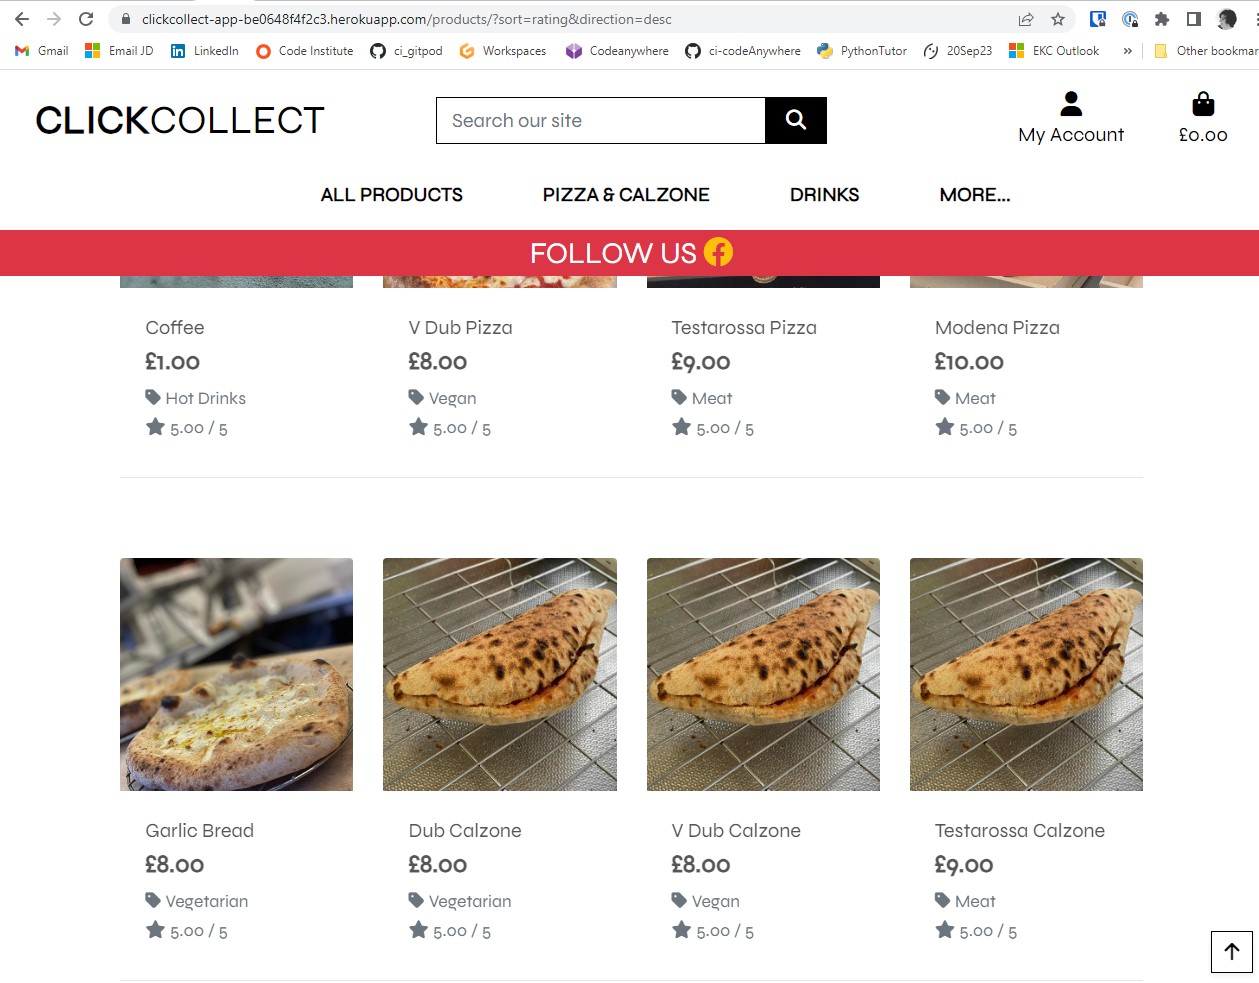 clickcollect-app-be0648f4f2c3.herokuapp.com/products/?sort=rating&direction=desc
Gmail Email JD LinkedIn Code Institute ci_gitpod Workspaces Codeanywhere ci-codeAnywhere PythonTutor 20Sep23 EKC Outlook » Other bookmar
CLICKCOLLECT
Search our site
My Account
£0.00
ALL PRODUCTS PIZZA & CALZONE DRINKS MORE...
FOLLOW US
Coffee
£1.00
Hot Drinks
5.00 / 5
V Dub Pizza
£8.00
Vegan
5.00 / 5
Testarossa Pizza
£9.00
Meat
5.00 / 5
Modena Pizza
£10.00
Meat
5.00 / 5
Garlic Bread
£8.00
Vegetarian
5.00 / 5
Dub Calzone
£8.00
Vegetarian
5.00 / 5
V Dub Calzone
£8.00
Vegan
5.00 / 5
Testarossa Calzone
£9.00
Meat
5.00 / 5